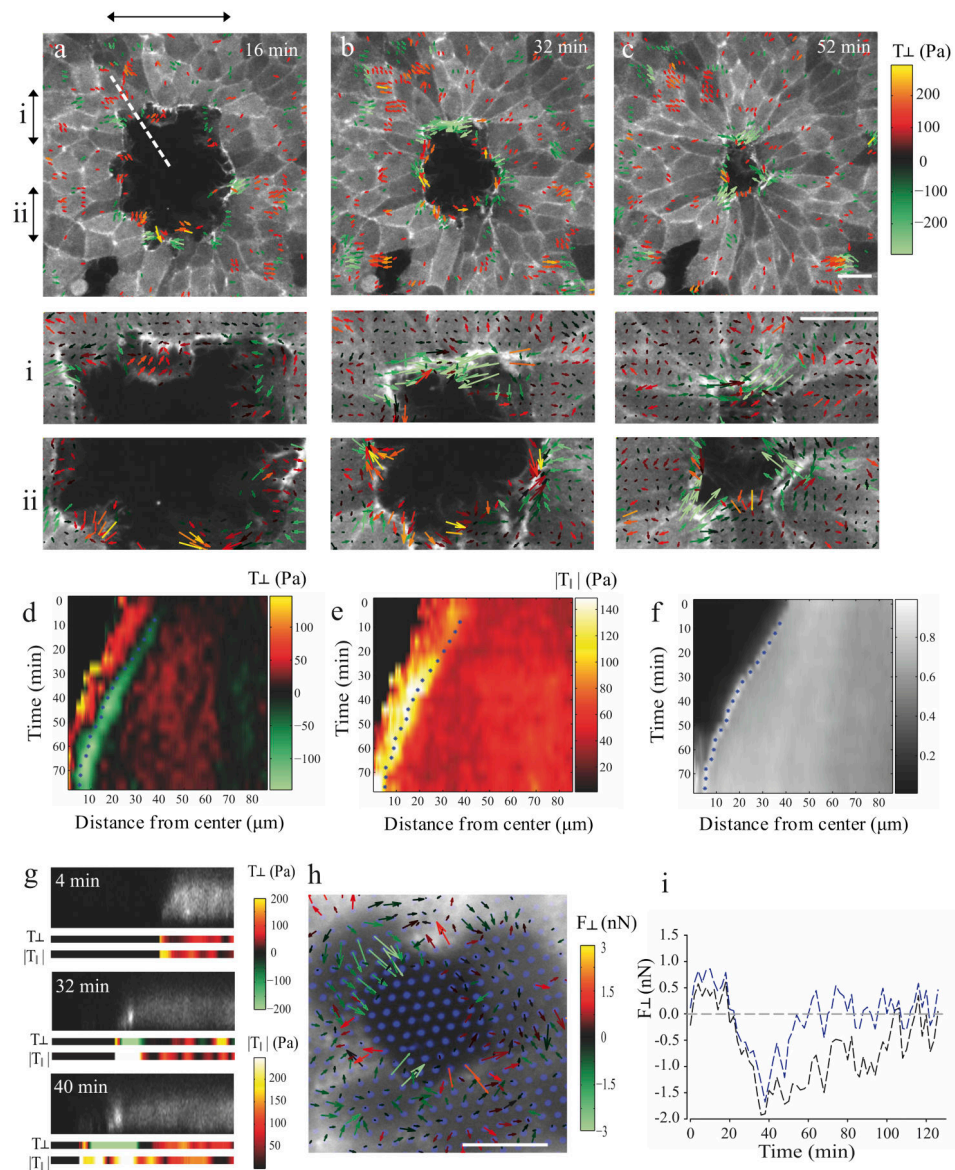 a 16 min
b 32 min
c 52 min
T⊥ (Pa)
200
100
0
−100
−200
i
ii
i
ii
d
T⊥ (Pa)
100
50
0
−50
−100
Time (min)
0
10
20
30
40
50
60
70
10 20 30 40 50 60 70 80
Distance from center (μm)
e
|T∥| (Pa)
140
120
100
80
60
40
20
Time (min)
0
10
20
30
40
50
60
70
10 20 30 40 50 60 70 80
Distance from center (μm)
f
0.8
0.6
0.4
0.2
Time (min)
0
10
20
30
40
50
60
70
10 20 30 40 50 60 70 80
Distance from center (μm)
g
4 min
T⊥
|T∥|
32 min
T⊥
|T∥|
40 min
T⊥
|T∥|
T⊥ (Pa)
200
100
0
−100
−200
|T∥| (Pa)
200
150
100
50
h
F⊥ (nN)
3
1.5
0
−1.5
−3
i
F⊥ (nN)
1.5
1.0
0.5
0.0
-0.5
-1.0
-1.5
-2.0
0 20 40 60 80 100 120
Time (min)